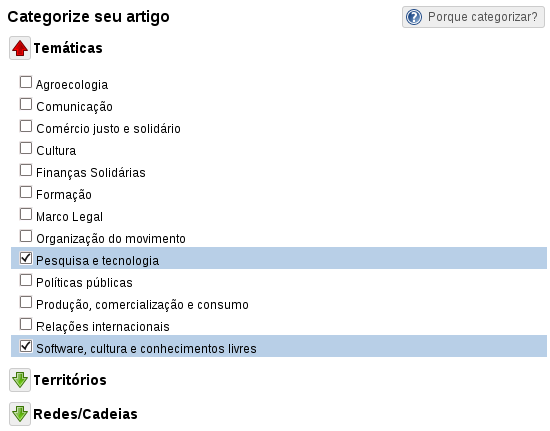 Categorize seu artigo
Porque categorizar?
Temáticas
Agroecologia
Comunicação
Comércio justo e solidário
Cultura
Finanças Solidárias
Formação
Marco Legal
Organização do movimento
Pesquisa e tecnologia
Políticas públicas
Produção, comercialização e consumo
Relações internacionais
Software, cultura e conhecimentos livres
Territórios
Redes/Cadeias